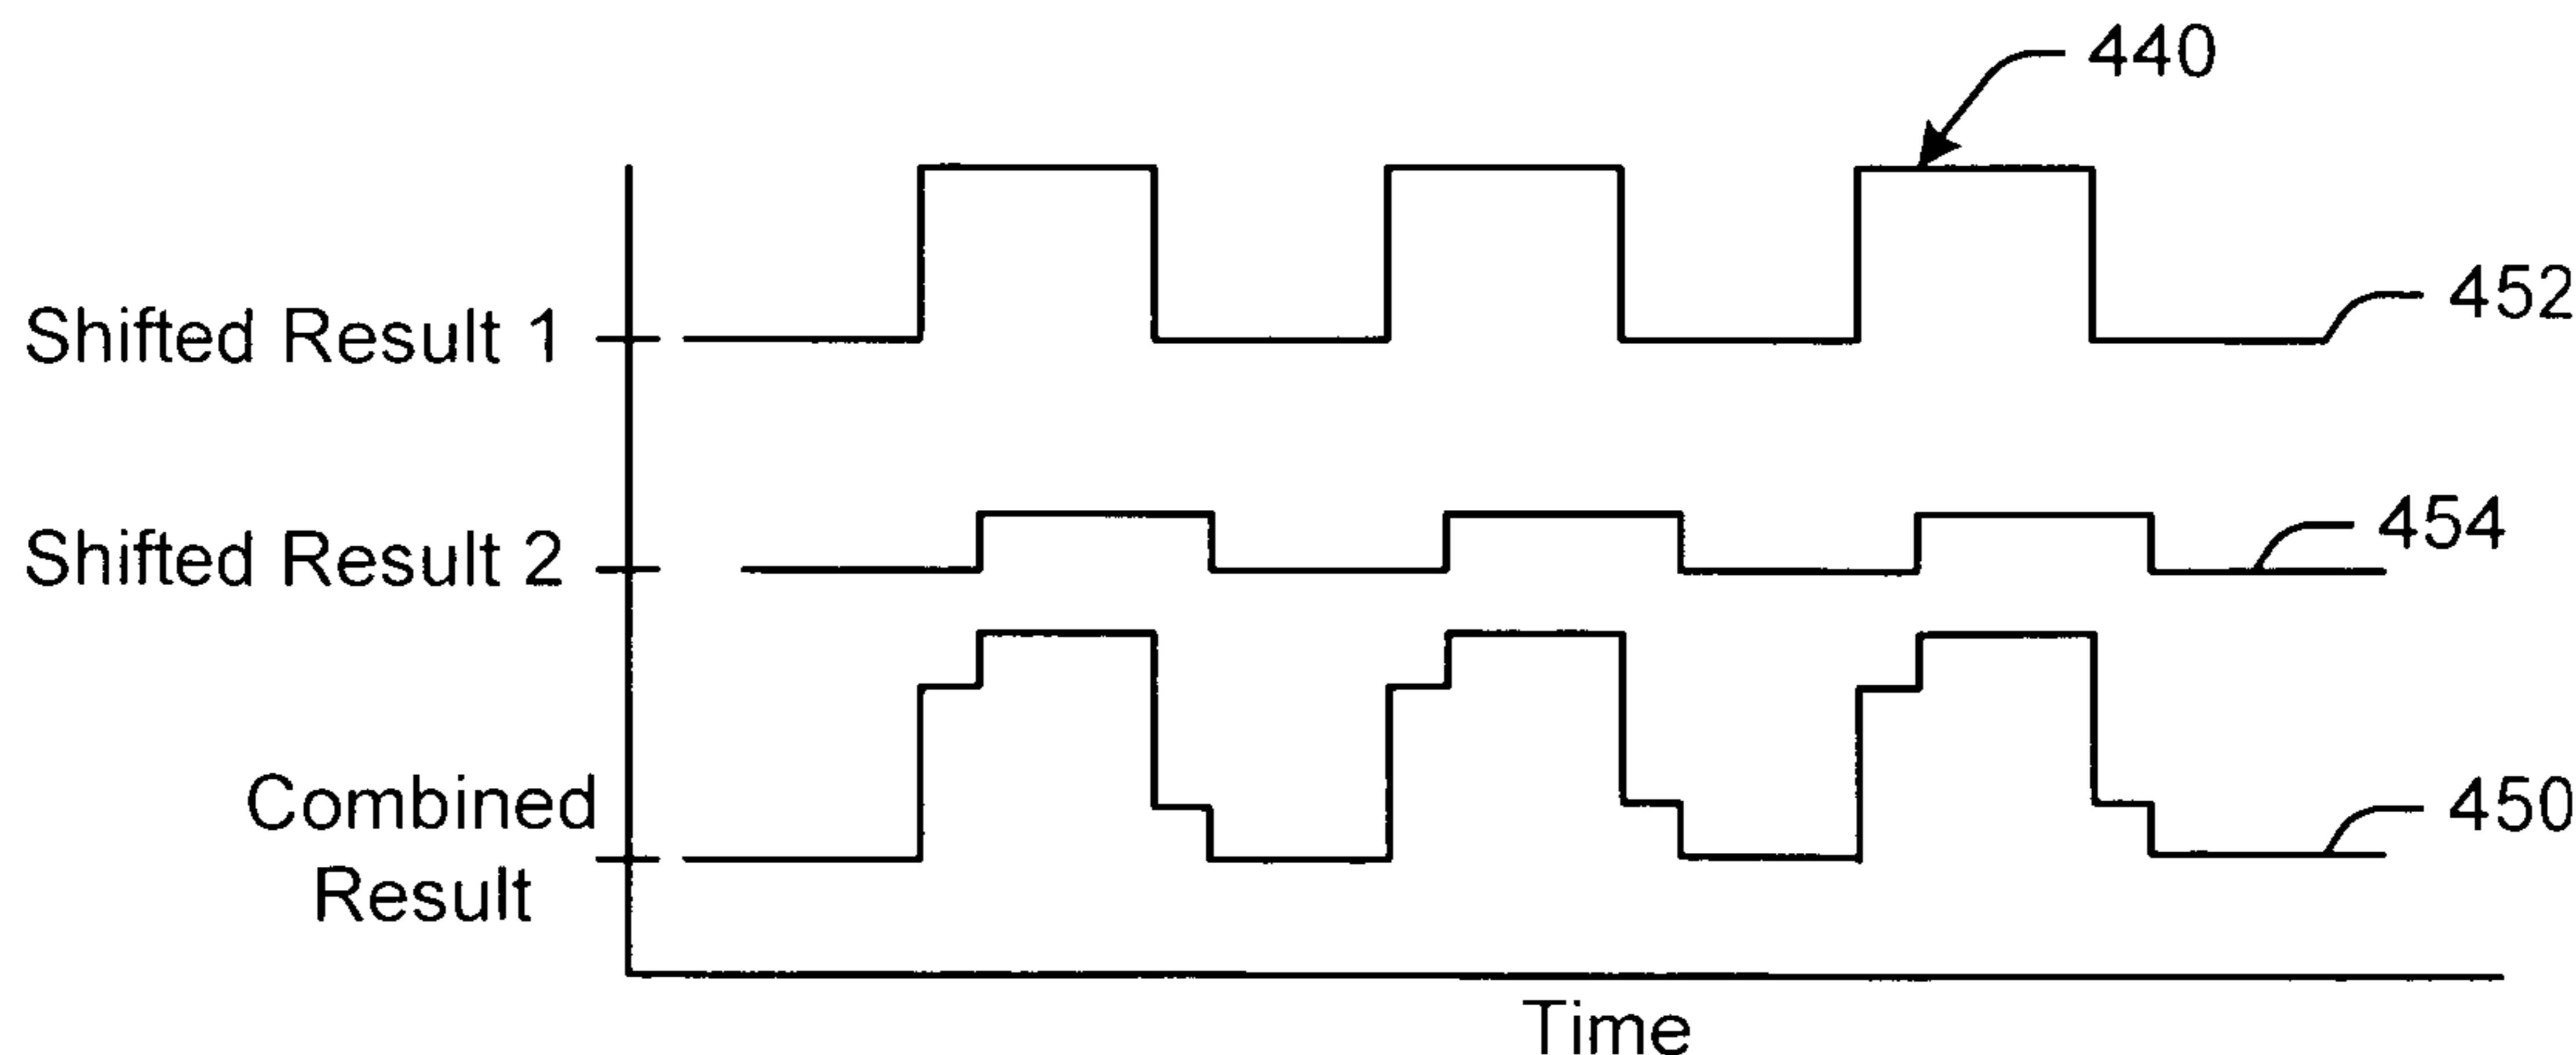 440
Shifted Result 1
452
Shifted Result 2
454
Combined
Result
450
Time